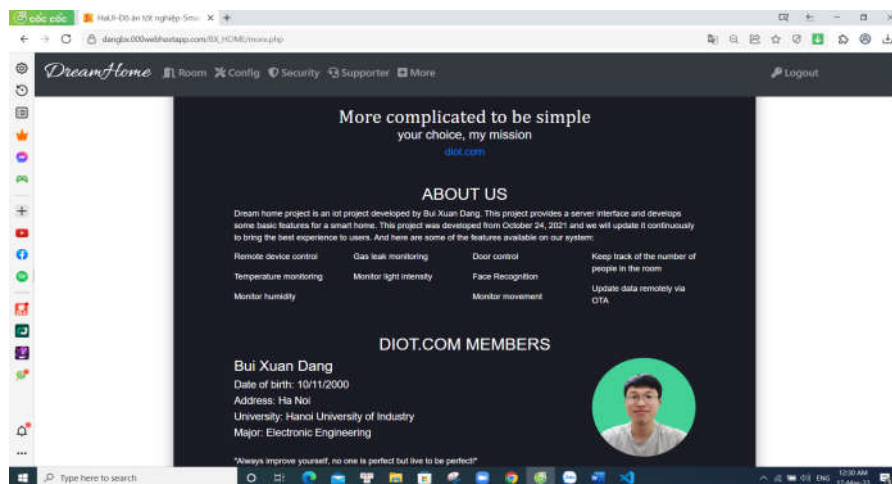 cốc cốc
HaUI-Đồ án tốt nghiệp-Smar
dangbx.000webhostapp.com/BX_HOME/more.php
DreamHome Room Config Security Supporter More Logout
More complicated to be simple
your choice, my mission
diot.com
ABOUT US
Dream home project is an iot project developed by Bui Xuan Dang. This project provides a server interface and develops
some basic features for a smart home. This project was developed from October 24, 2021 and we will update it continuously
to bring the best experience to users. And here are some of the features available on our system:
Remote device control Gas leak monitoring Door control Keep track of the number of
people in the room
Temperature monitoring Monitor light intensity Face Recognition
Update data remotely via
OTA
Monitor humidity Monitor movement
DIOT.COM MEMBERS
Bui Xuan Dang
Date of birth: 10/11/2000
Address: Ha Noi
University: Hanoi University of Industry
Major: Electronic Engineering
"Always improve yourself, no one is perfect but live to be perfect!"
Type here to search
ENG
12:30 AM